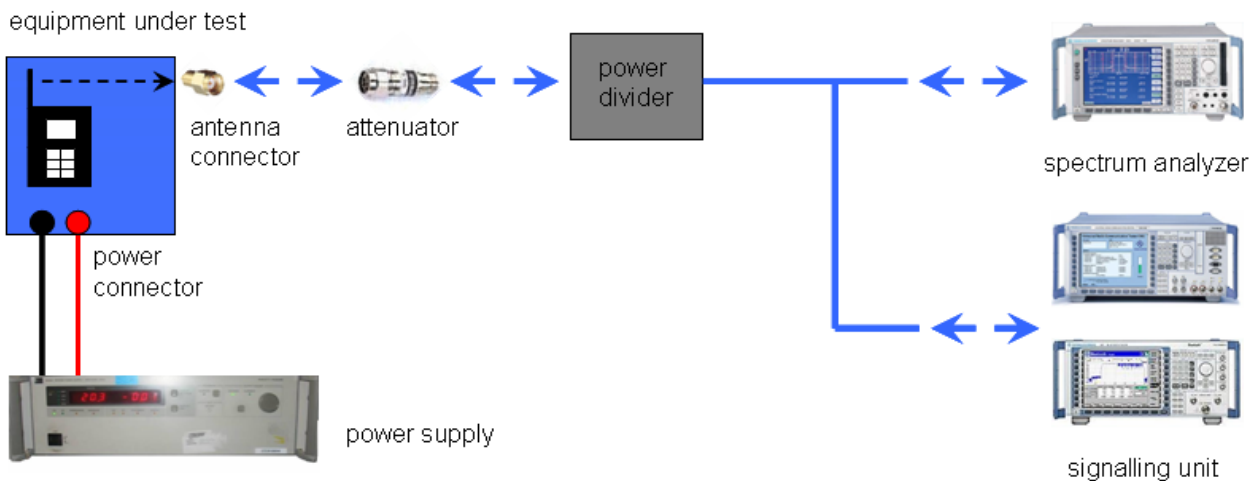 equipment under test
power
divider
antenna
connector
attenuator
spectrum analyzer
power
connector
power supply
signalling unit